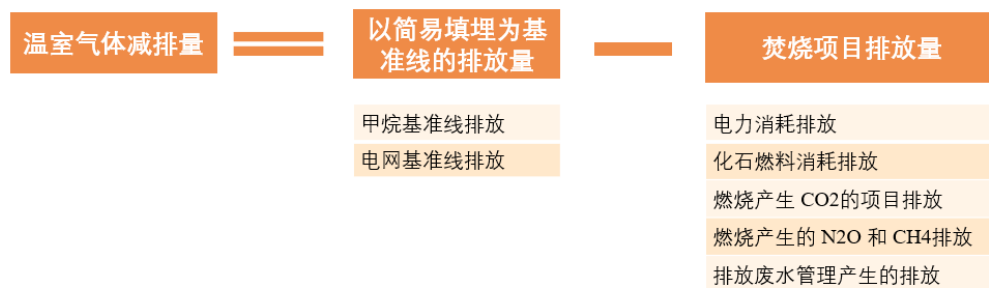 温室气体减排量
以简易填埋为基
准线的排放量
焚烧项目排放量
甲烷基准线排放
电网基准线排放
电力消耗排放
化石燃料消耗排放
燃烧产生 CO2的项目排放
燃烧产生的 N2O 和 CH4排放
排放废水管理产生的排放